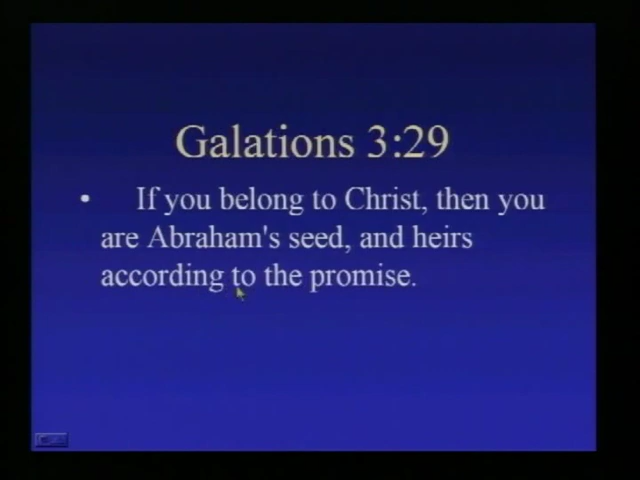 Galations 3:29
• If you belong to Christ, then you
are Abraham's seed, and heirs
according to the promise.